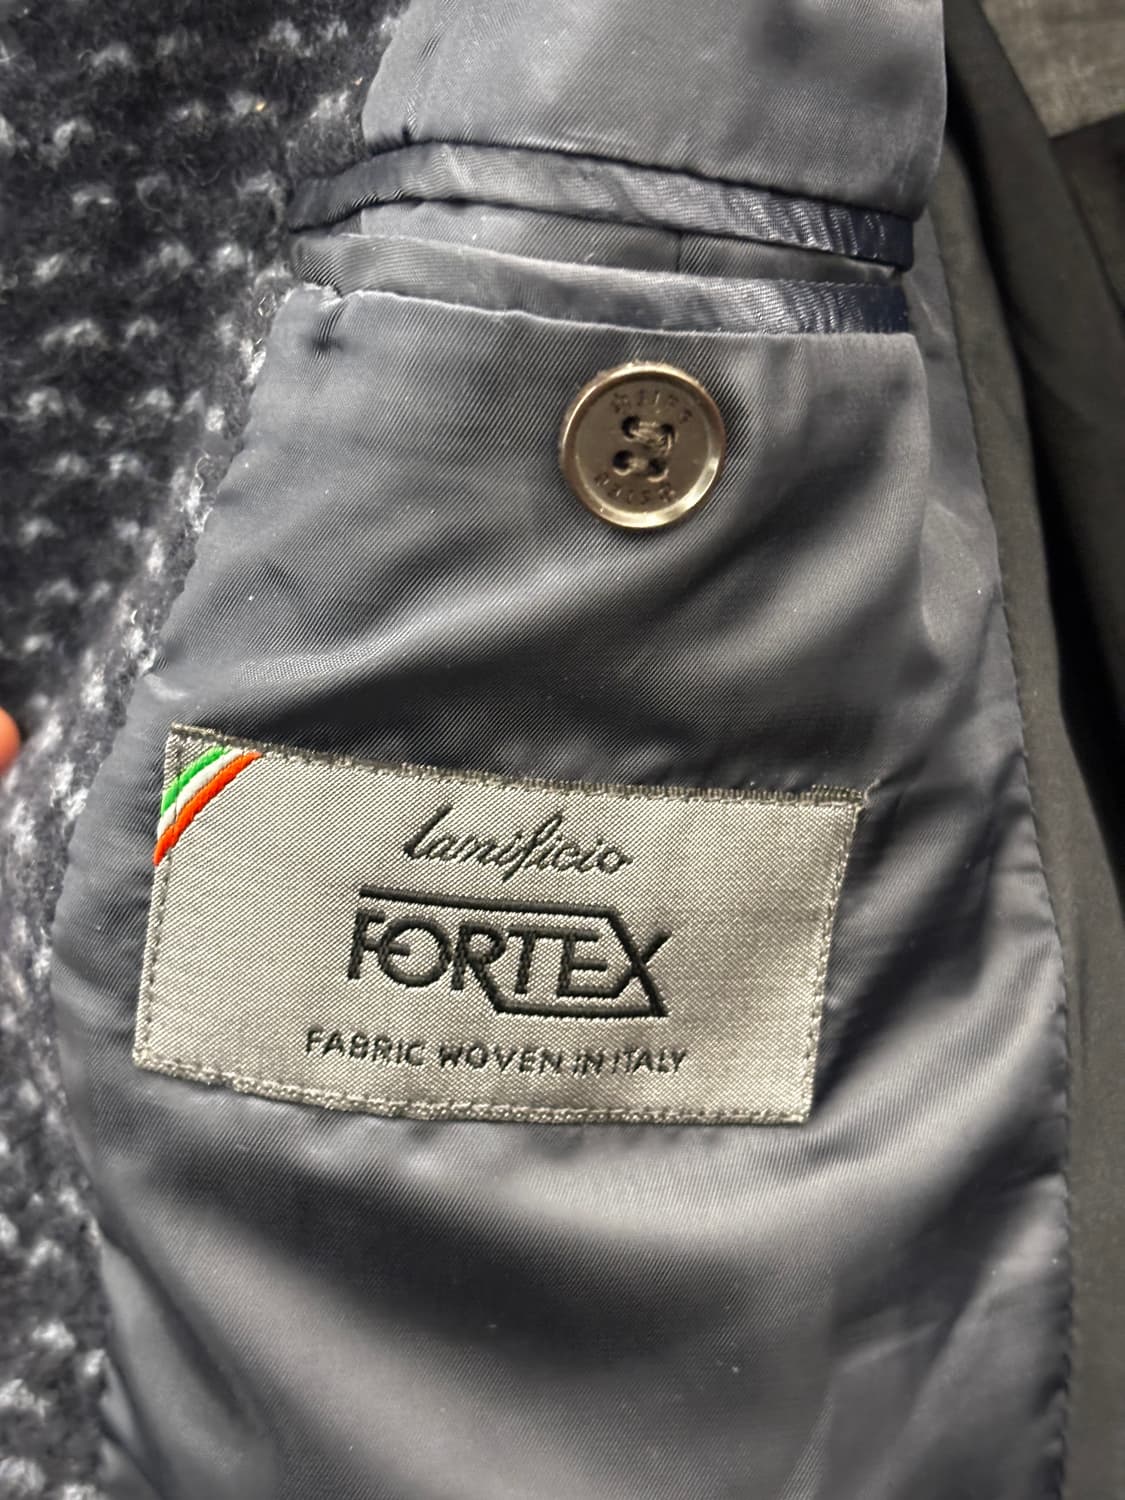 lanificio
FORTEX
FABRIC WOVEN IN ITALY